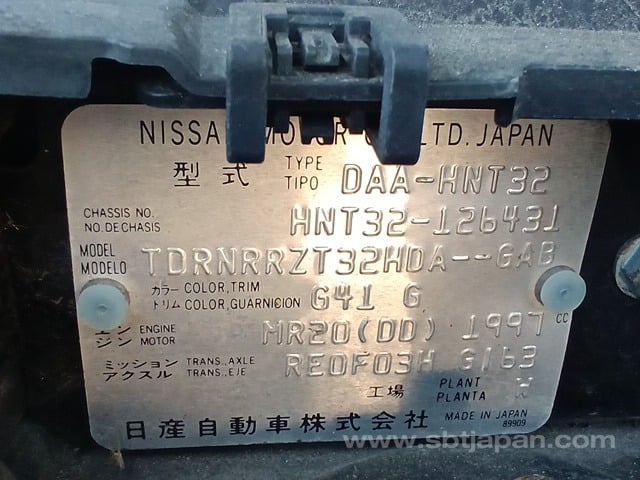 NISSA MOTOR LTD. JAPAN
型式 TYPE TIPO DAA-HNT32
CHASSIS NO. NO. DE CHASIS HNT32-126431
MODEL MODELO TDRNRRZT32HDA--GAB
カラー トリム COLOR, TRIM COLOR, GUARNICION G41 G
エンジン ENGINE MOTOR MR20(DD) 1997 CC
ミッション アクスル TRANS., AXLE TRANS., EJE RE0F03H G163
工場 PLANT PLANTA W
日産自動車株式会社 MADE IN JAPAN 89909
www.sbtjapan.com